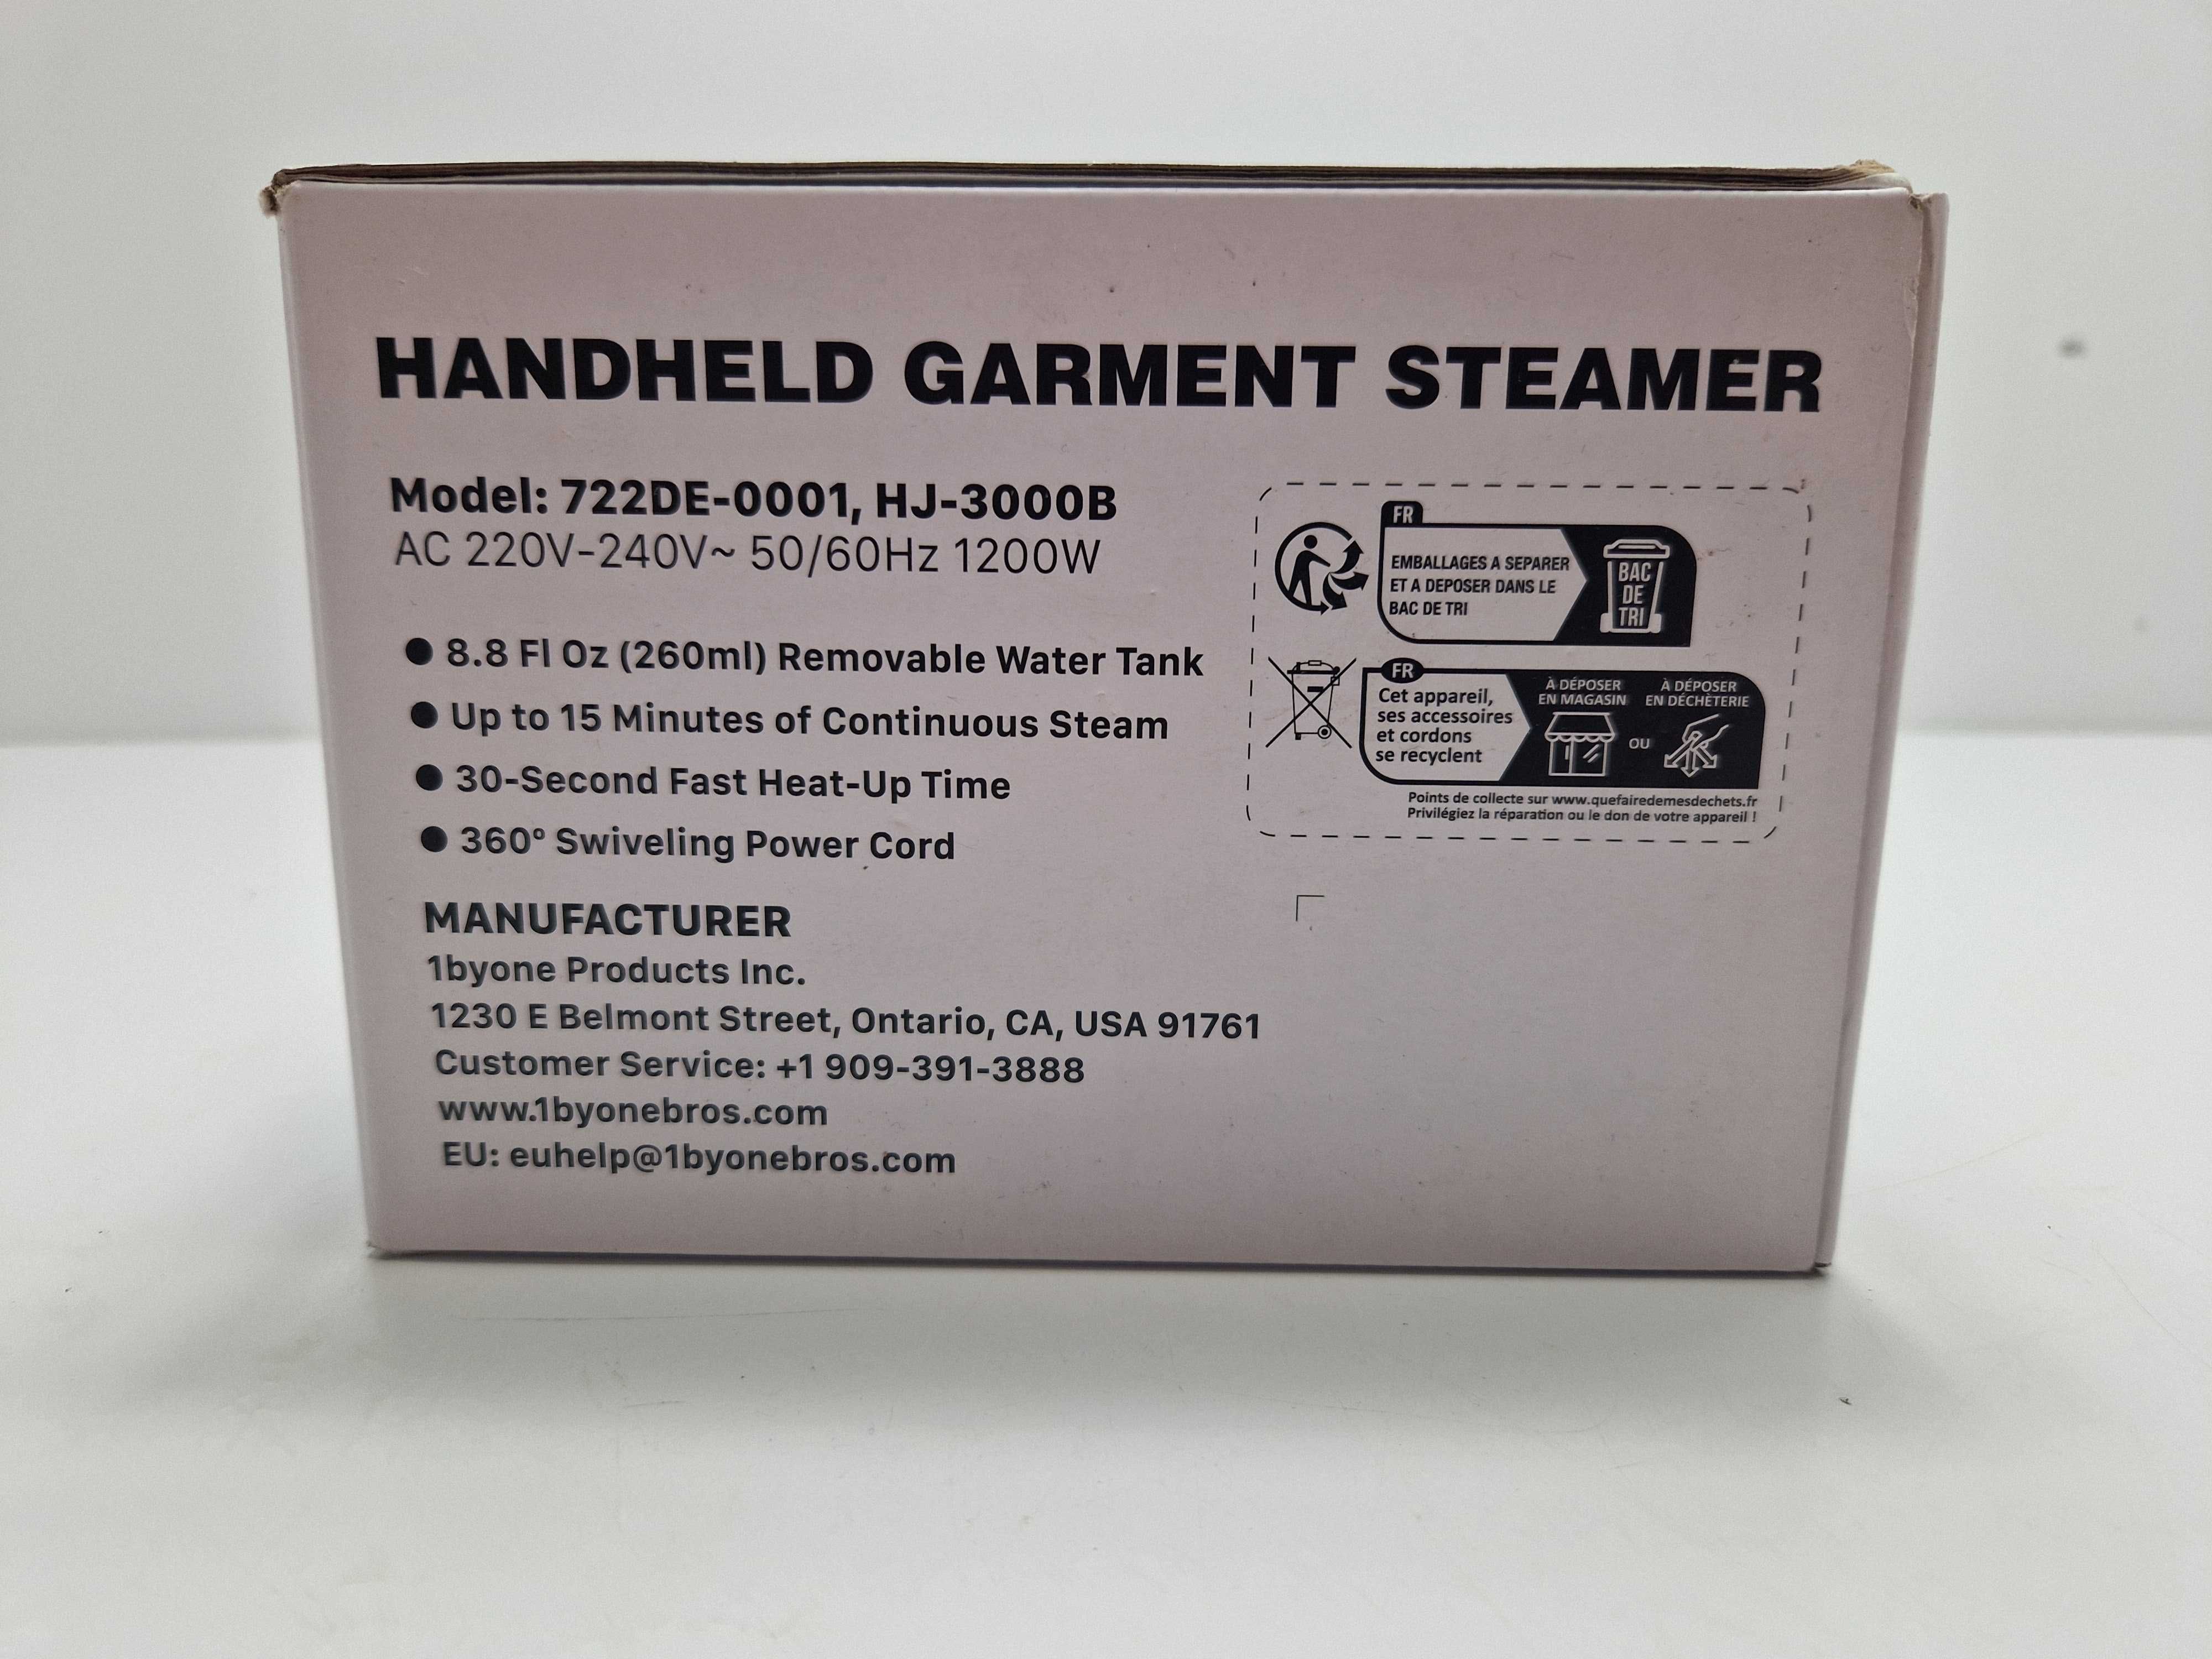 HANDHELD GARMENT STEAMER
Model: 722DE-0001, HJ-3000B
AC 220V-240V~ 50/60Hz 1200W
● 8.8 Fl Oz (260ml) Removable Water Tank
● Up to 15 Minutes of Continuous Steam
● 30-Second Fast Heat-Up Time
● 360° Swiveling Power Cord
MANUFACTURER
1byone Products Inc.
1230 E Belmont Street, Ontario, CA, USA 91761
Customer Service: +1 909-391-3888
www.1byonebros.com
EU: euhelp@1byonebros.com
FR
EMBALLAGES A SEPARER
ET A DEPOSER DANS LE
BAC DE TRI
BAC
DE
TRI
FR
Cet appareil,
ses accessoires
et cordons
se recyclent
À DÉPOSER
EN MAGASIN
OU
À DÉPOSER
EN DÉCHÈTERIE
Points de collecte sur www.quefairedemesdechets.fr
Privilégiez la réparation ou le don de votre appareil !